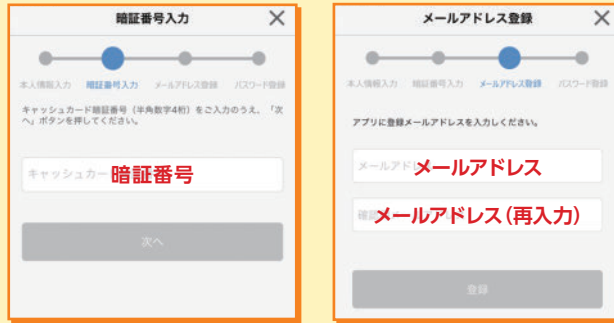 暗証番号入力
本人情報入力 暗証番号入力 メールアドレス登録 パスワード登録
キャッシュカード暗証番号（半角数字4桁）をご入力のうえ、「次
へ」ボタンを押してください。
キャッシュカー 暗証番号
次へ
メールアドレス登録
本人情報入力 暗証番号入力 メールアドレス登録 パスワード登録
アプリに登録メールアドレスを入力しください。
メールアド メールアドレス
確認 メールアドレス（再入力）
登録